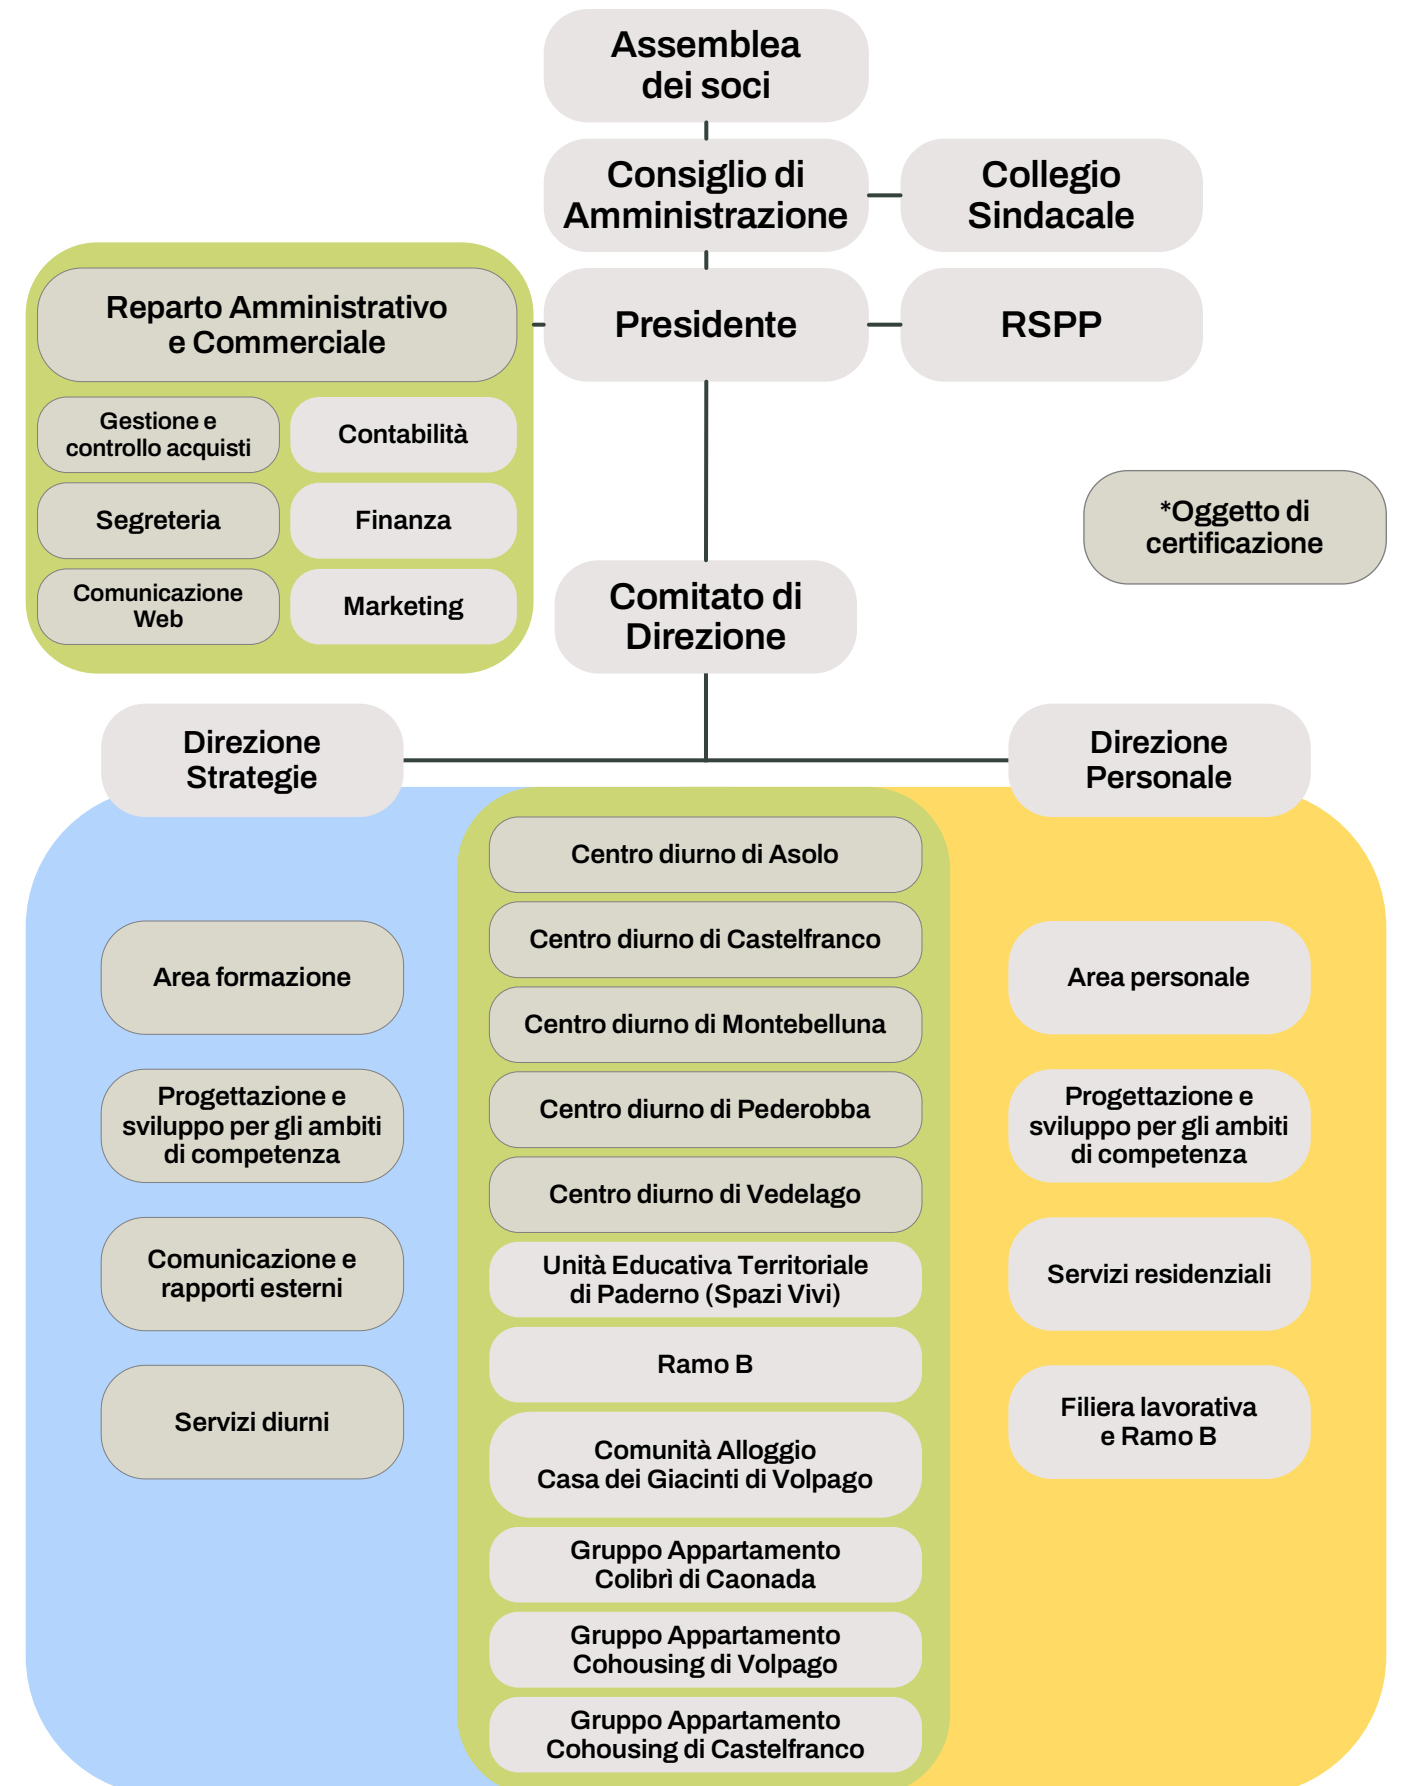 Assemblea
dei soci
Consiglio di
Amministrazione
Collegio
Sindacale
Reparto Amministrativo
e Commerciale
Presidente
RSPP
Gestione e
controllo acquisti
Contabilità
Segreteria
Finanza
Comunicazione
Web
Marketing
*Oggetto di
certificazione
Comitato di
Direzione
Direzione
Strategie
Direzione
Personale
Area formazione
Progettazione e
sviluppo per gli ambiti
di competenza
Comunicazione e
rapporti esterni
Servizi diurni
Centro diurno di Asolo
Centro diurno di Castelfranco
Centro diurno di Montebelluna
Centro diurno di Pederobba
Centro diurno di Vedelago
Unità Educativa Territoriale
di Paderno (Spazi Vivi)
Ramo B
Comunità Alloggio
Casa dei Giacinti di Volpago
Gruppo Appartamento
Colibrì di Caonada
Gruppo Appartamento
Cohousing di Volpago
Gruppo Appartamento
Cohousing di Castelfranco
Area personale
Progettazione e
sviluppo per gli ambiti
di competenza
Servizi residenziali
Filiera lavorativa
e Ramo B